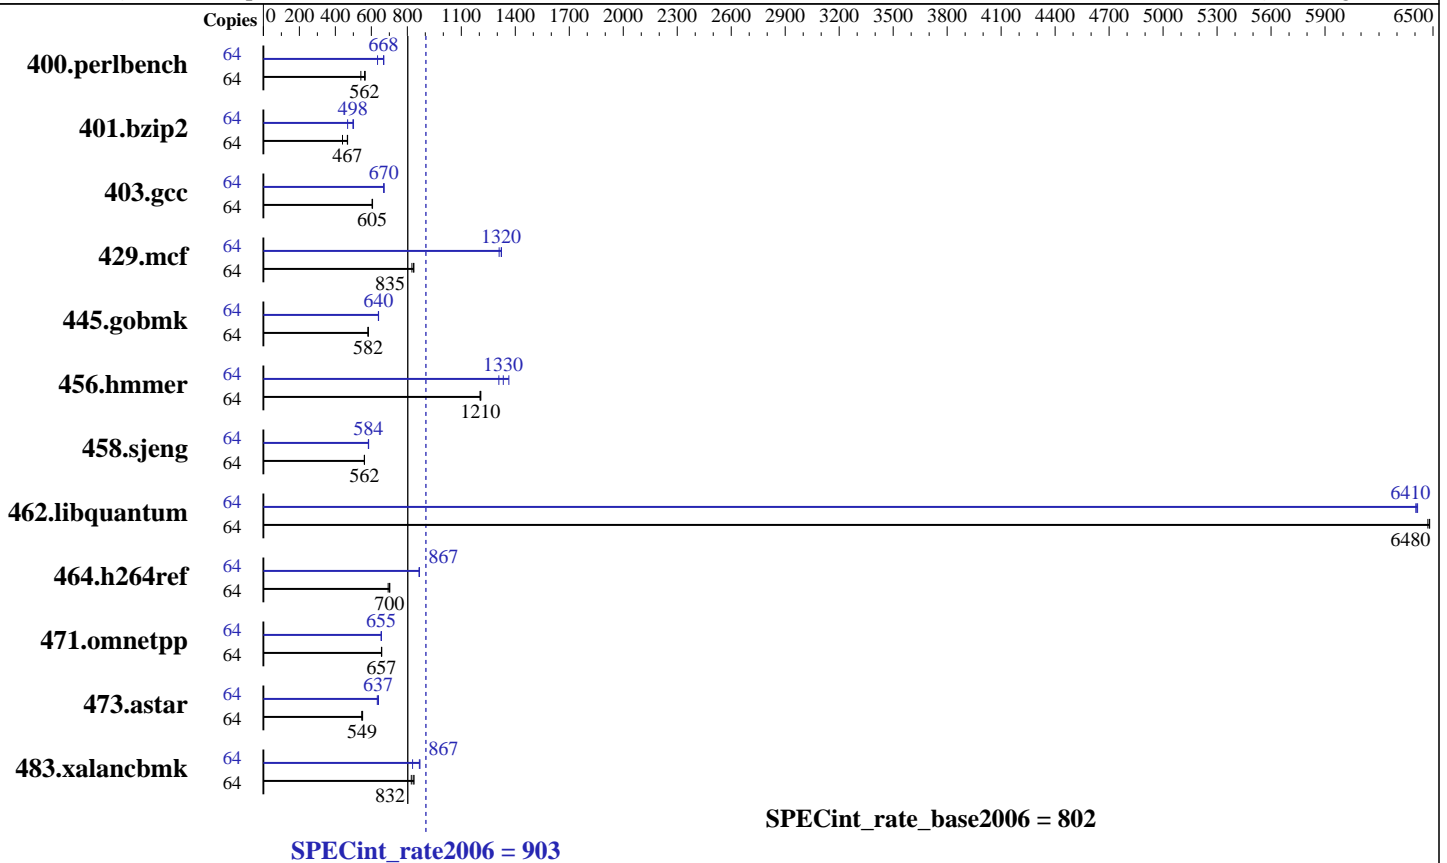 Copies 0 200 400 600 800 1100 1400 1700 2000 2300 2600 2900 3200 3500 3800 4100 4400 4700 5000 5300 5600 5900 6500
400.perlbench 64 668
64 562
401.bzip2 64 498
64 467
403.gcc 64 670
64 605
429.mcf 64 1320
64 835
445.gobmk 64 640
64 582
456.hmmer 64 1330
64 1210
458.sjeng 64 584
64 562
462.libquantum 64 6410
64 6480
464.h264ref 64 867
64 700
471.omnetpp 64 655
64 657
473.astar 64 637
64 549
483.xalancbmk 64 867
64 832
SPECint_rate_base2006 = 802
SPECint_rate2006 = 903